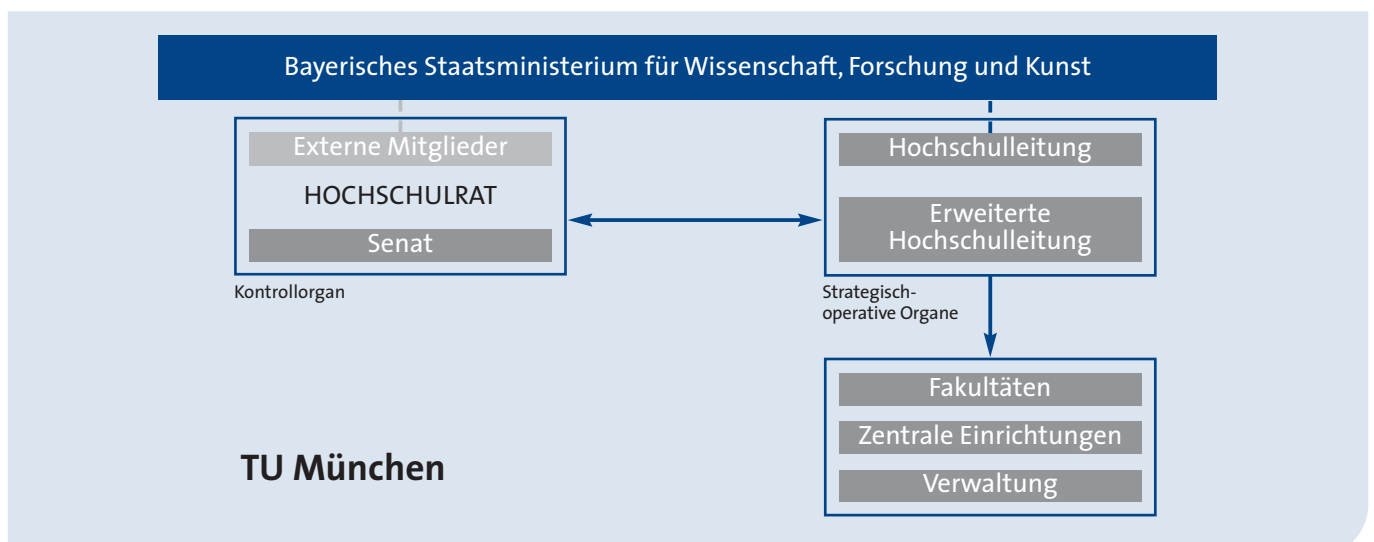 Bayerisches Staatsministerium für Wissenschaft, Forschung und Kunst
Externe Mitglieder
HOCHSCHULRAT
Senat
Kontrollorgan
Hochschulleitung
Erweiterte
Hochschulleitung
Strategisch-
operative Organe
Fakultäten
Zentrale Einrichtungen
Verwaltung
TU München